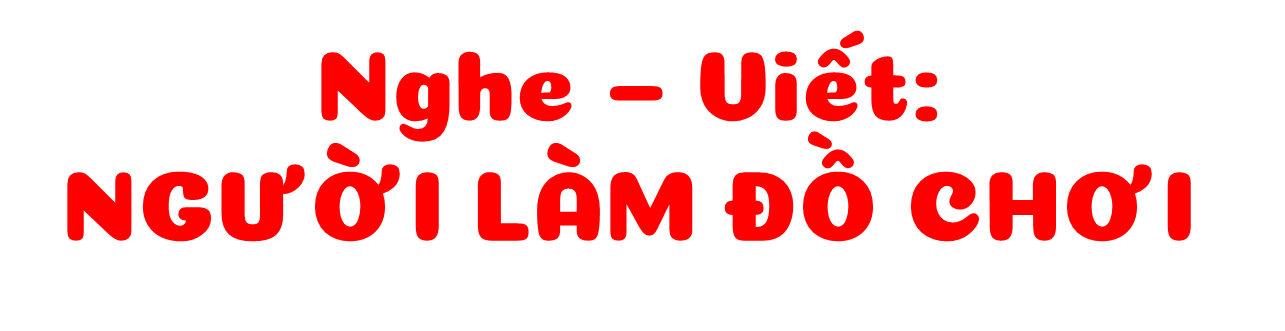 Nghe – Viết:
NGƯỜI LÀM ĐỒ CHƠI